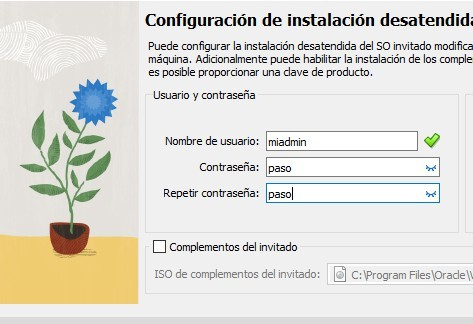 Configuración de instalación desatendida
Puede configurar la instalación desatendida del SO invitado modifica
máquina. Adicionalmente puede habilitar la instalación de los comple
es posible proporcionar una clave de producto.
Usuario y contraseña
Nombre de usuario: miadmin
Contraseña: paso
Repetir contraseña: paso
Complementos del invitado
ISO de complementos del invitado: C:\Program Files\Oracle\V